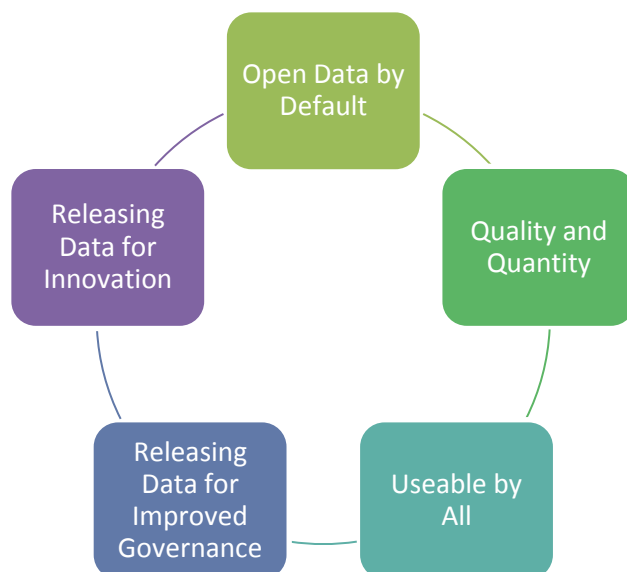 Open Data by
Default
Quality and
Quantity
Useable by
All
Releasing
Data for
Improved
Governance
Releasing
Data for
Innovation